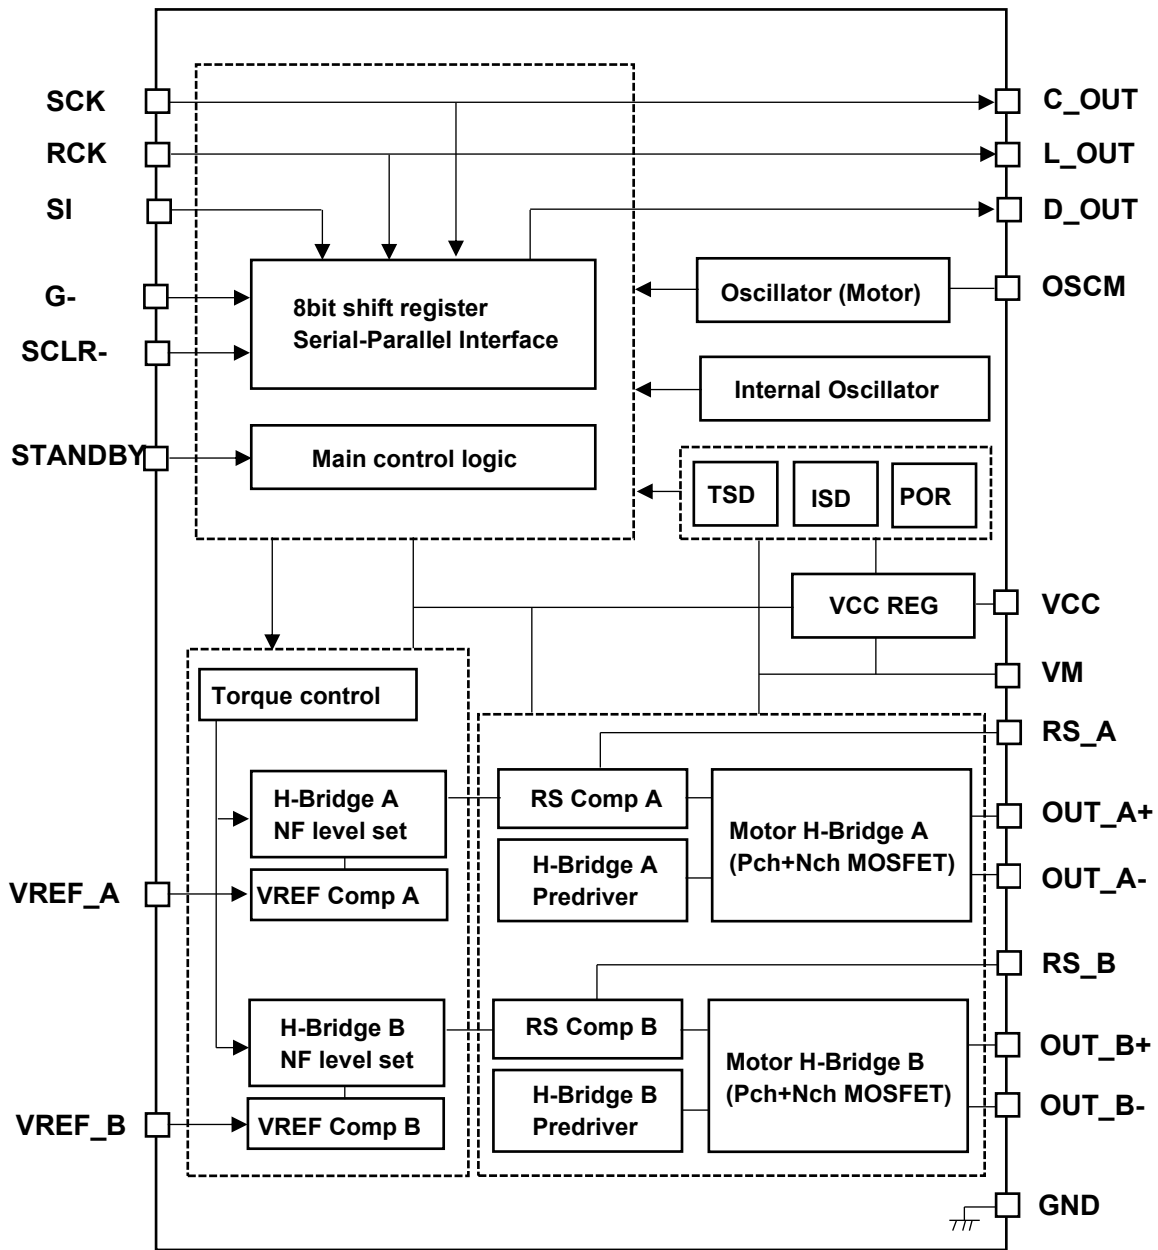 SCK
C_OUT
RCK
L_OUT
SI
D_OUT
G-
8bit shift register
Serial-Parallel Interface
Oscillator (Motor)
OSCM
SCLR-
Internal Oscillator
STANDBY
Main control logic
TSD
ISD
POR
VCC REG
VCC
VM
Torque control
RS_A
H-Bridge A
NF level set
RS Comp A
Motor H-Bridge A
(Pch+Nch MOSFET)
OUT_A+
VREF_A
VREF Comp A
H-Bridge A
Predriver
OUT_A-
RS_B
H-Bridge B
NF level set
RS Comp B
Motor H-Bridge B
(Pch+Nch MOSFET)
OUT_B+
VREF_B
VREF Comp B
H-Bridge B
Predriver
OUT_B-
GND